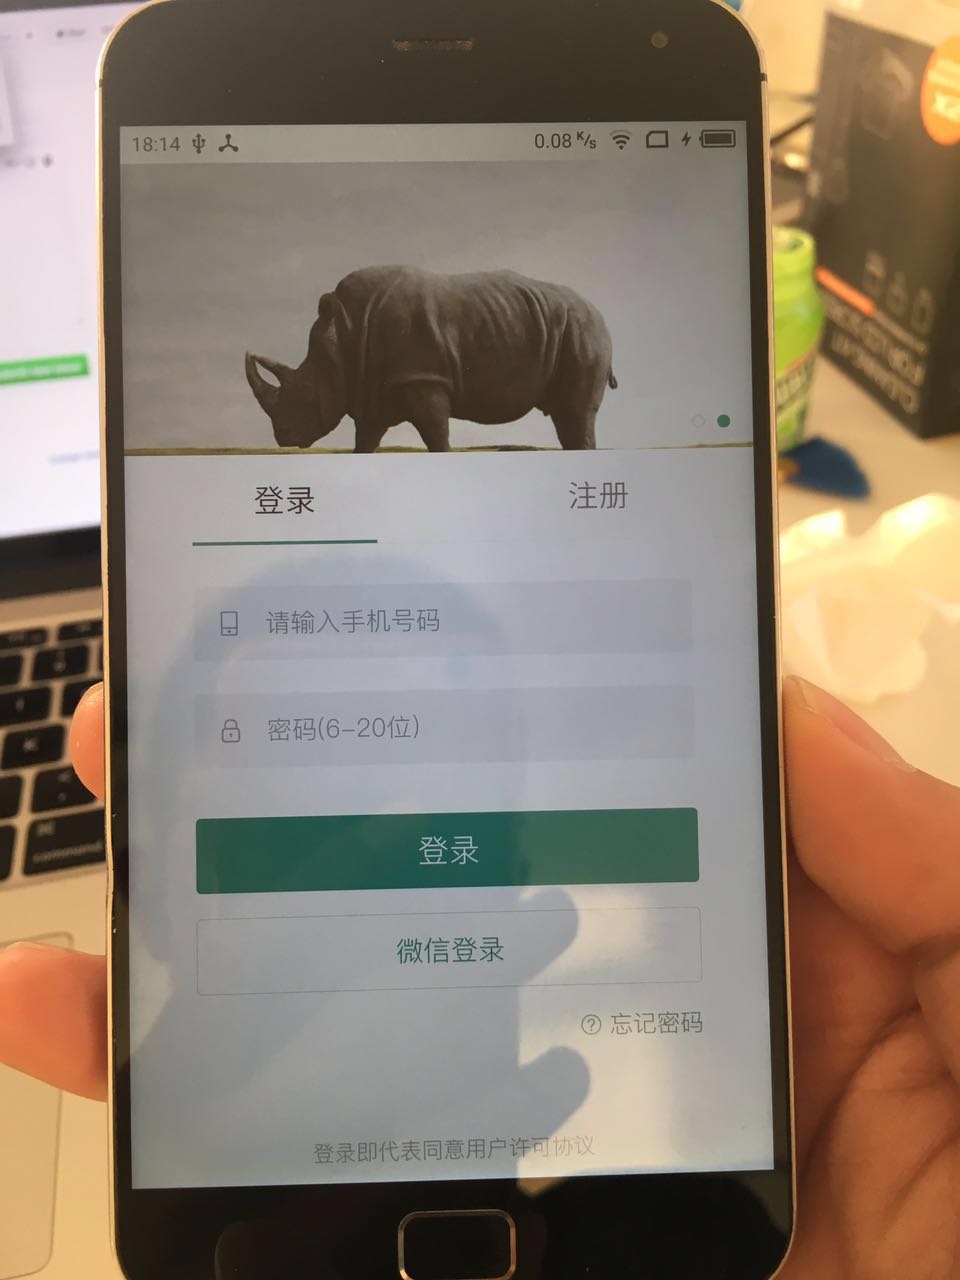 18:14
0.08 K/s
登录
注册
请输入手机号码
密码(6-20位)
登录
微信登录
忘记密码
登录即代表同意用户许可协议
command